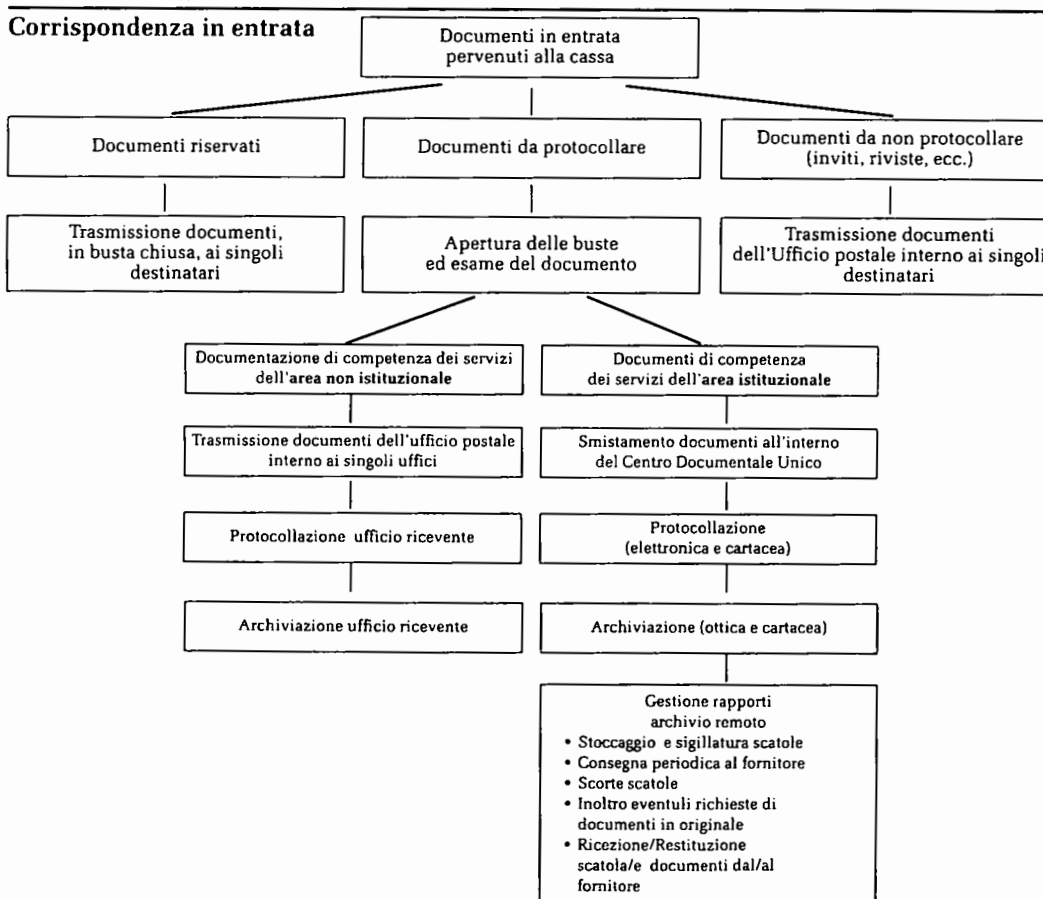 Corrispondenza in entrata
Documenti in entrata
pervenuti alla cassa
Documenti riservati
Documenti da protocollare
Documenti da non protocollare
(inviti, riviste, ecc.)
Trasmissione documenti,
in busta chiusa, ai singoli
destinatari
Apertura delle buste
ed esame del documento
Trasmissione documenti
dell'Ufficio postale interno ai singoli
destinatari
Documentazione di competenza dei servizi
dell'area non istituzionale
Documenti di competenza
dei servizi dell'area istituzionale
Trasmissione documenti dell'ufficio postale
interno ai singoli uffici
Smistamento documenti all'interno
del Centro Documentale Unico
Protocollazione ufficio ricevente
Protocollazione
(elettronica e cartacea)
Archiviazione ufficio ricevente
Archiviazione (ottica e cartacea)
Gestione rapporti
archivio remoto
• Stoccaggio e sigillatura scatole
• Consegna periodica al fornitore
• Scorte scatole
• Inoltro eventuli richieste di
documenti in originale
• Ricezione/Restituzione
scatola/e documenti dal/al
fornitore